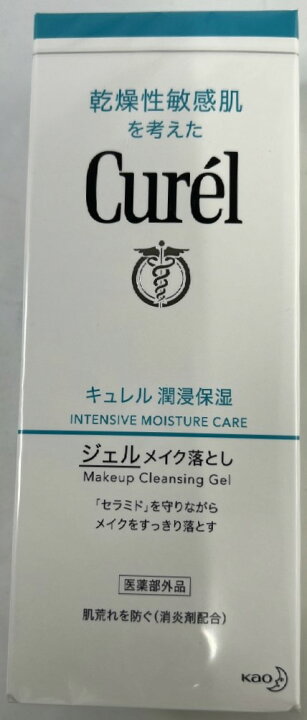 乾燥性敏感肌
を考えた
Curél
キュレル 潤浸保湿
INTENSIVE MOISTURE CARE
ジェルメイク落とし
Makeup Cleansing Gel
「セラミド」を守りながら
メイクをすっきり落とす
医薬部外品
肌荒れを防ぐ（消炎剤配合）
Kao